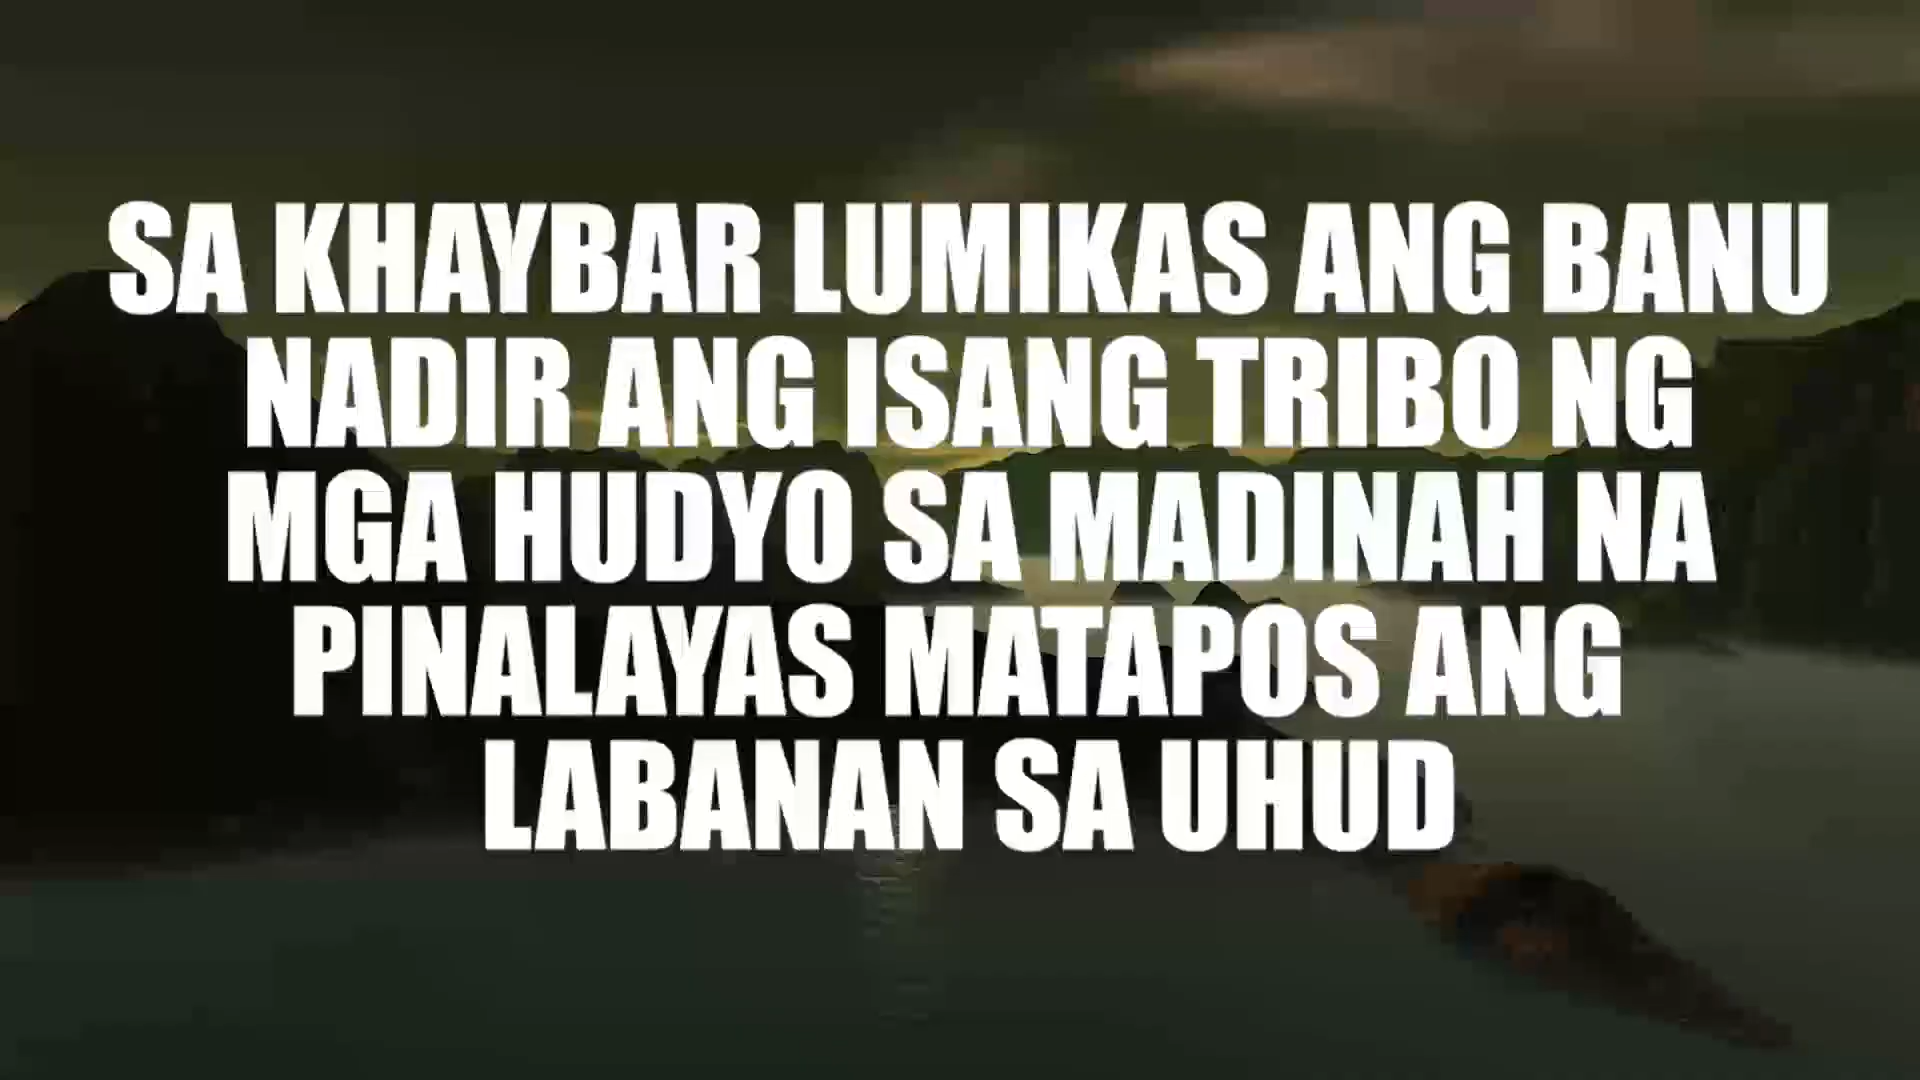 SA KHAYBAR LUMIKAS ANG BANU
NADIR ANG ISANG TRIBO NG
MGA HUDYO SA MADINAH NA
PINALAYAS MATAPOS ANG
LABANAN SA UHUD